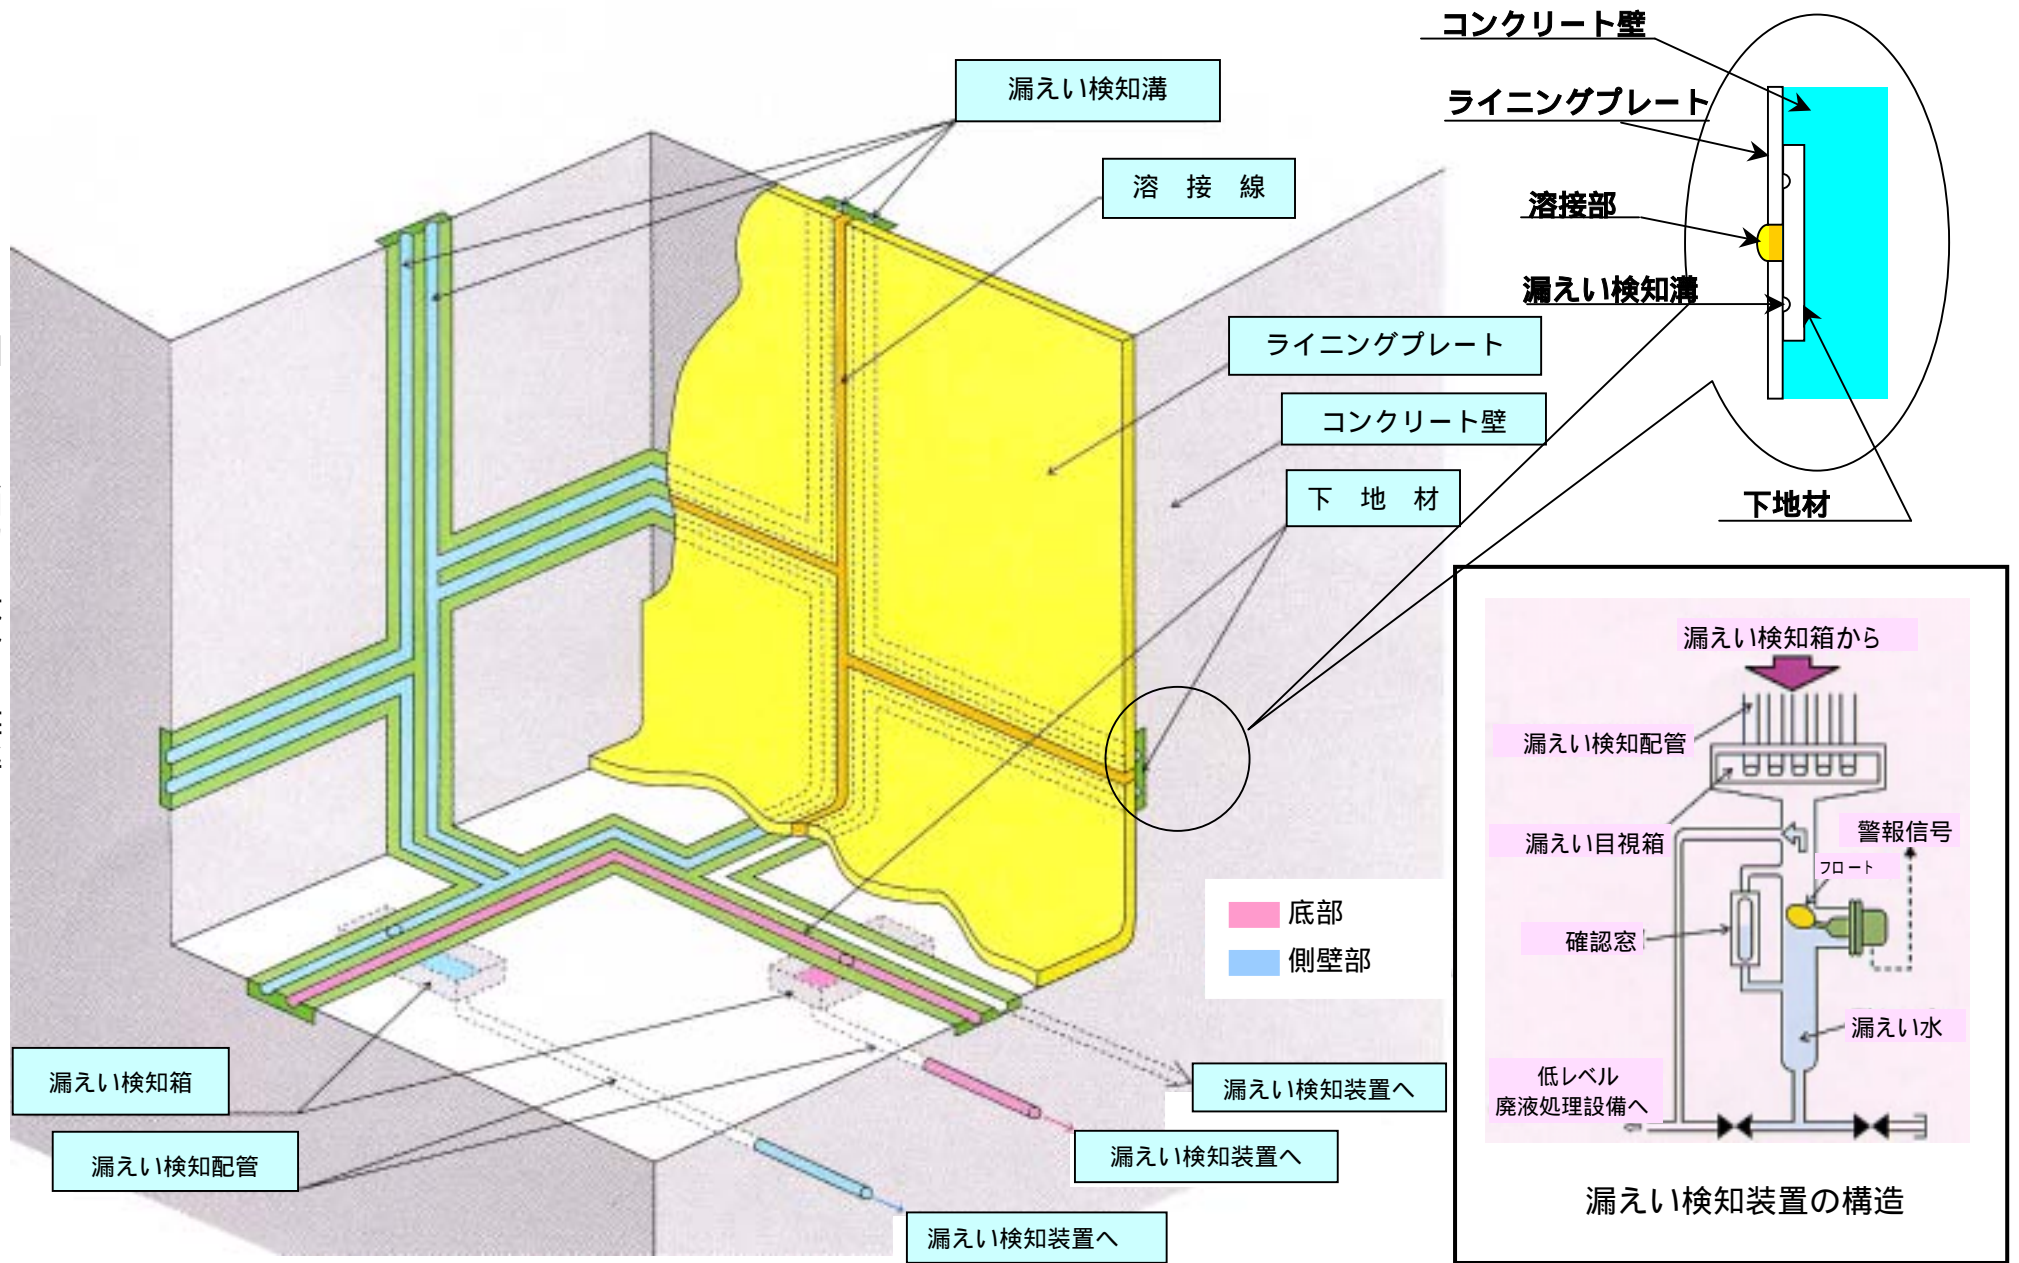 漏えい検知溝
溶 接 線
ライニングプレート
コンクリート壁
下 地 材
コンクリート壁
ライニングプレート
溶接部
漏えい検知溝
下地材
底部
側壁部
漏えい検知箱
漏えい検知配管
漏えい検知装置へ
漏えい検知装置へ
漏えい検知装置へ
漏えい検知箱から
漏えい検知配管
漏えい目視箱
警報信号
フロート
確認窓
漏えい水
低レベル
廃液処理設備へ
漏えい検知装置の構造